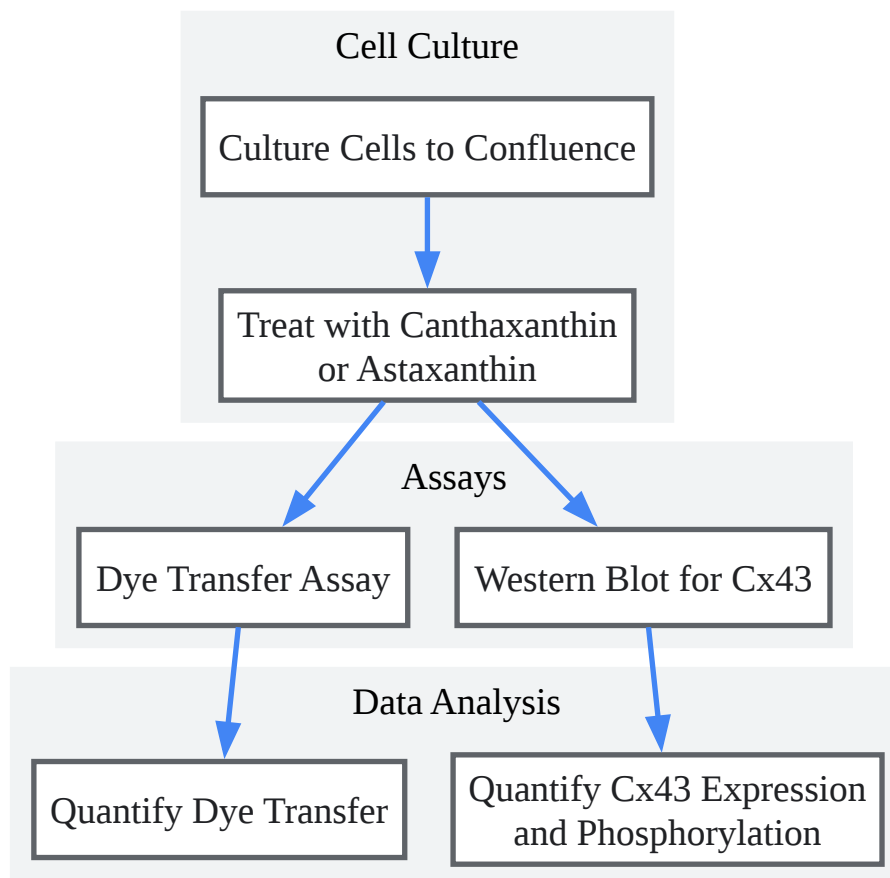 Cell Culture
Culture Cells to Confluence
Treat with Canthaxanthin
or Astaxanthin
Assays
Dye Transfer Assay
Western Blot for Cx43
Data Analysis
Quantify Dye Transfer
Quantify Cx43 Expression
and Phosphorylation